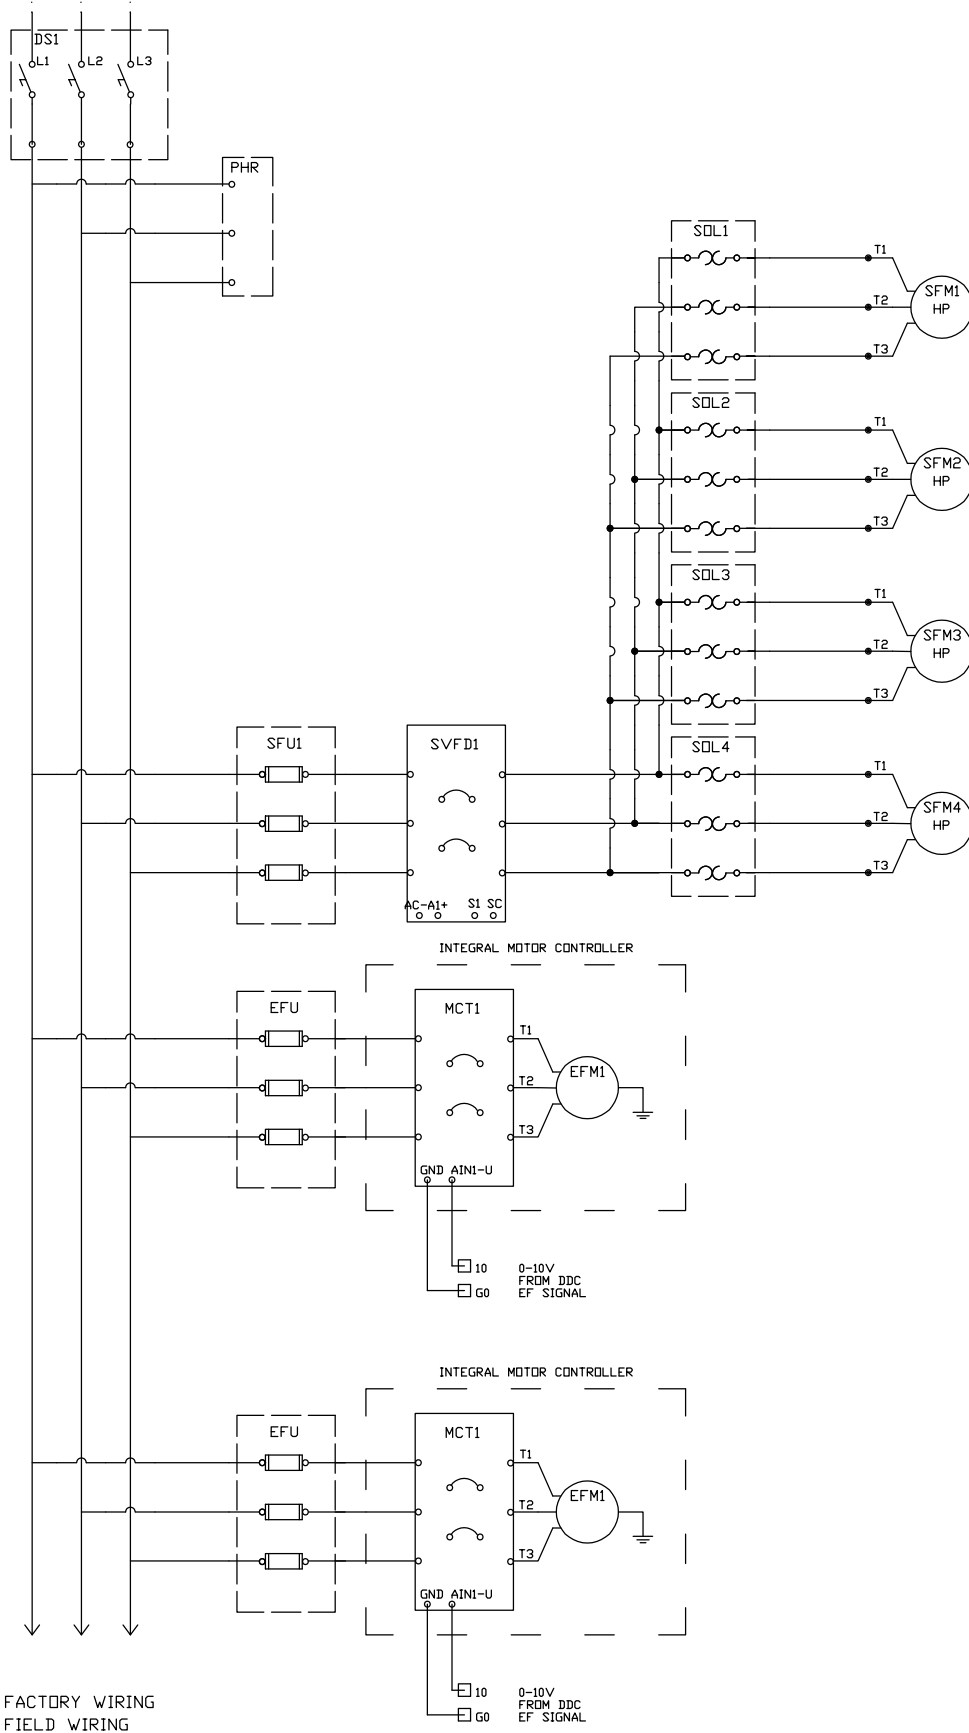 DS1
L1 L2 L3
PHR
SOL1
T1
SFM1
T2
HP
T3
SOL2
T1
SFM2
T2
HP
T3
SOL3
T1
SFM3
T2
HP
T3
SFU1
SVFD1
SOL4
T1
SFM4
T2
HP
T3
AC-A1+ S1 SC
INTEGRAL MOTOR CONTROLLER
EFU
MCT1
T1
EFM1
T2
T3
GND AIN1-U
10 0-10V
FROM DDC
G0 EF SIGNAL
INTEGRAL MOTOR CONTROLLER
EFU
MCT1
T1
EFM1
T2
T3
GND AIN1-U
10 0-10V
FROM DDC
G0 EF SIGNAL
FACTORY WIRING
FIELD WIRING